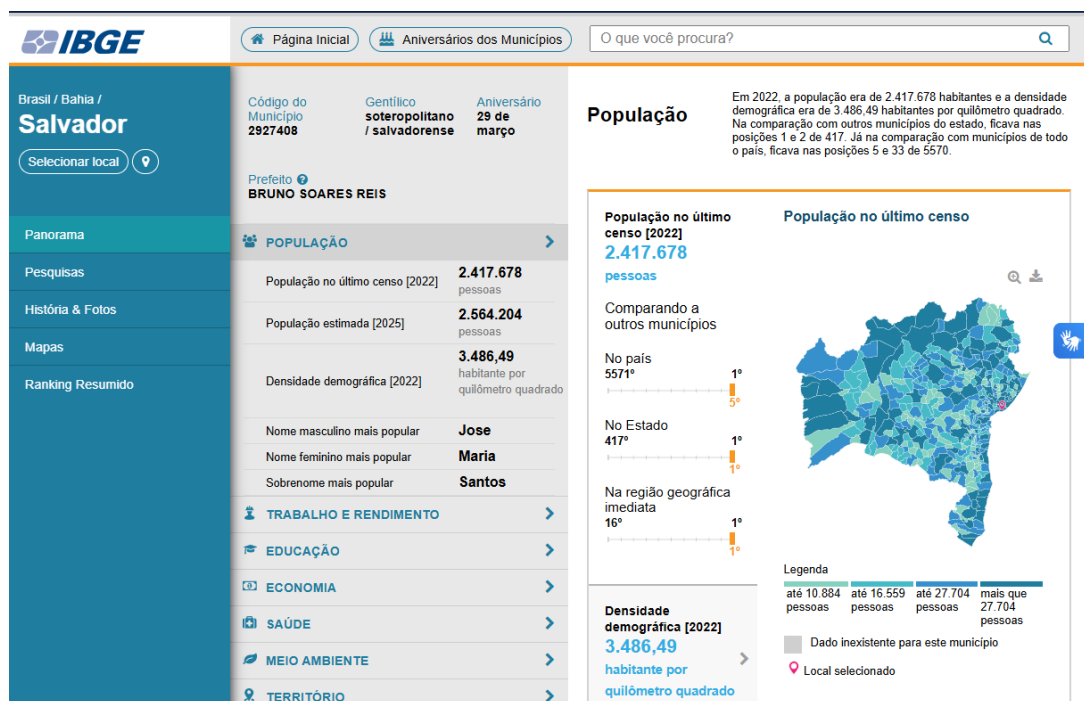 IBGE
Página Inicial
Aniversários dos Municípios
O que você procura?
Brasil / Bahia /
Salvador
Selecionar local
Panorama
Pesquisas
História & Fotos
Mapas
Ranking Resumido
Código do
Município
2927408
Gentílico
soteropolitano
/ salvadorense
Aniversário
29 de
março
Prefeito
BRUNO SOARES REIS
POPULAÇÃO
População no último censo [2022]
2.417.678
pessoas
População estimada [2025]
2.564.204
pessoas
Densidade demográfica [2022]
3.486,49
habitante por
quilômetro quadrado
Nome masculino mais popular
Jose
Nome feminino mais popular
Maria
Sobrenome mais popular
Santos
TRABALHO E RENDIMENTO
EDUCAÇÃO
ECONOMIA
SAÚDE
MEIO AMBIENTE
TERRITÓRIO
População
Em 2022, a população era de 2.417.678 habitantes e a densidade
demográfica era de 3.486,49 habitantes por quilômetro quadrado.
Na comparação com outros municípios do estado, ficava nas
posições 1 e 2 de 417. Já na comparação com municípios de todo
o país, ficava nas posições 5 e 33 de 5570.
População no último
censo [2022]
2.417.678
pessoas
Comparando a
outros municípios
No país
5571º 1º
5º
No Estado
417º 1º
1º
Na região geográfica
imediata
16º 1º
1º
Densidade
demográfica [2022]
3.486,49
habitante por
quilômetro quadrado
População no último censo
Legenda
até 10.884
pessoas
até 16.559
pessoas
até 27.704
pessoas
mais que
27.704
pessoas
Dado inexistente para este município
Local selecionado